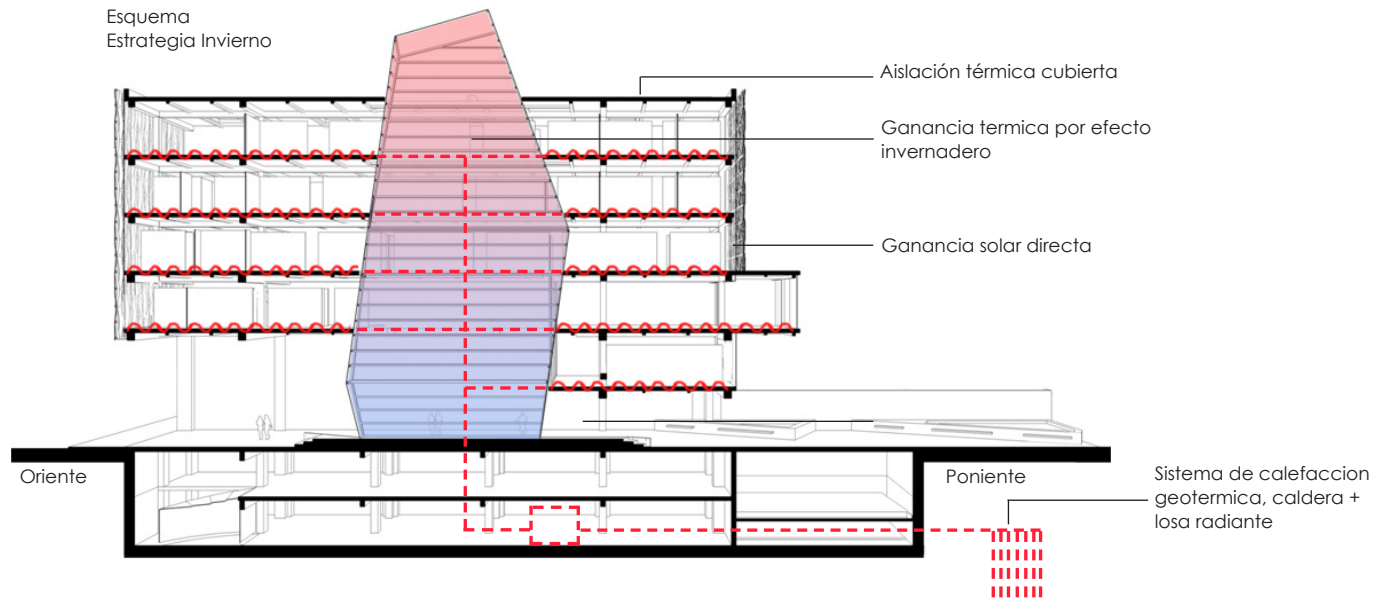 Esquema
Estrategia Invierno
Aislación térmica cubierta
Ganancia termica por efecto
invernadero
Ganancia solar directa
Oriente
Poniente
Sistema de calefaccion
geotermica, caldera +
losa radiante